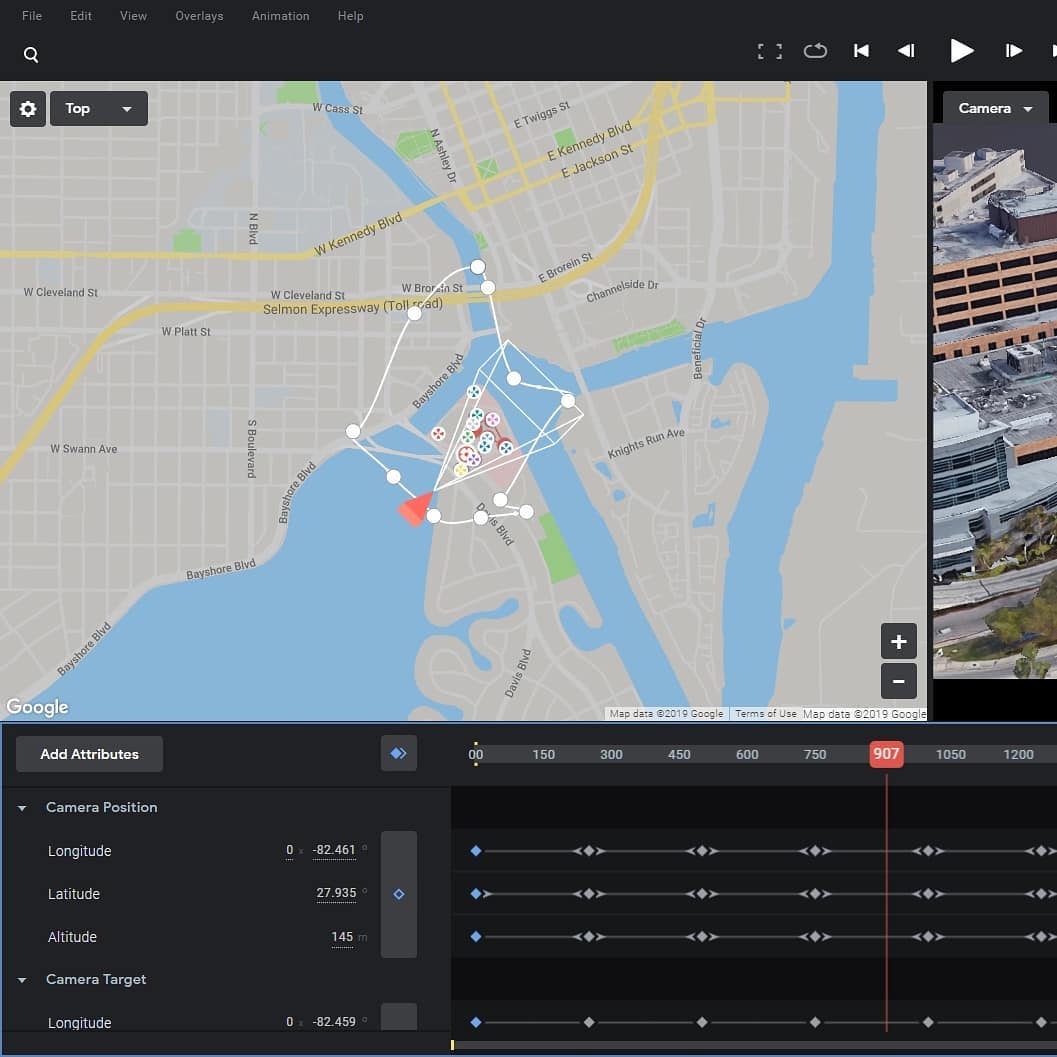 File Edit View Overlays Animation Help
Top
Camera
W Cass St
E Twiggs St
N Ashley Dr
E Kennedy Blvd
E Jackson St
N Blvd
W Kennedy Blvd
E Brorein St
W Cleveland St
W Cleveland St
W Brorein St
Channelside Dr
Selmon Expressway (Toll road)
W Platt St
Beneficial Dr
Bayshore Blvd
Knights Run Ave
W Swann Ave
S Boulevard
Bayshore Blvd
Davis Blvd
Bayshore Blvd
Bayshore Blvd
Davis Blvd
+
−
Google
Map data ©2019 Google Terms of Use Map data ©2019 Google
Add Attributes
00 150 300 450 600 750 907 1050 1200
Camera Position
Longitude 0 x -82.461 °
Latitude 27.935 °
Altitude 145 m
Camera Target
Longitude 0 x -82.459 °